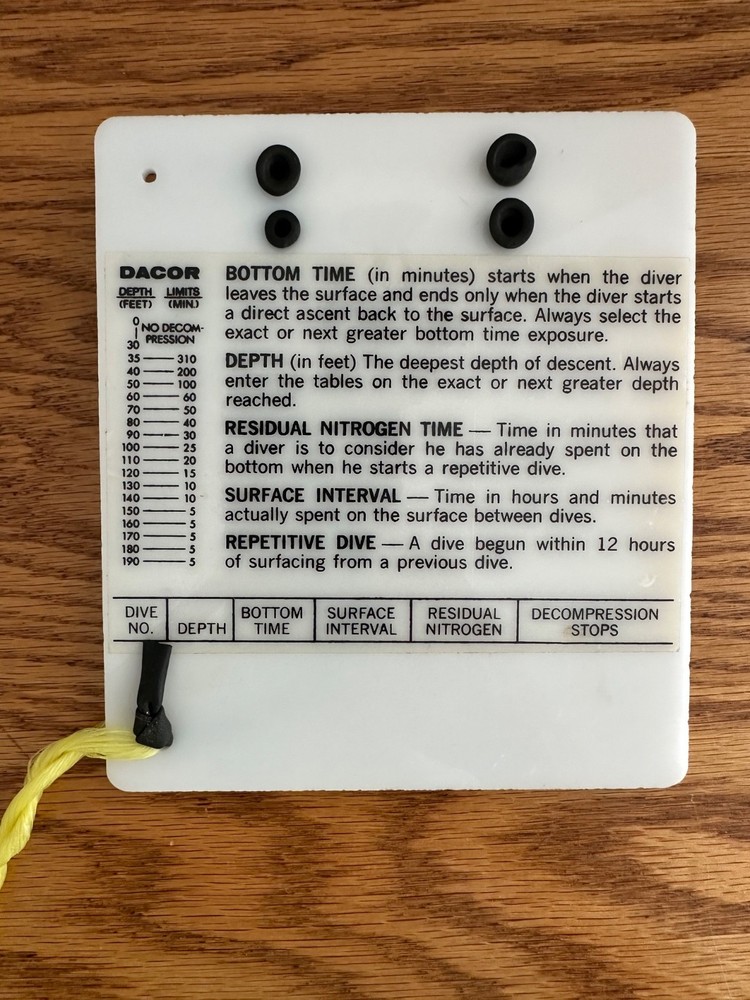 DACOR
DEPTH LIMITS
(FEET) (MIN.)
0 NO DECOM-
30 PRESSION
35 — 310
40 — 200
50 — 100
60 — 60
70 — 50
80 — 40
90 — 30
100 — 25
110 — 20
120 — 15
130 — 10
140 — 10
150 — 5
160 — 5
170 — 5
180 — 5
190 — 5
BOTTOM TIME (in minutes) starts when the diver
leaves the surface and ends only when the diver starts
a direct ascent back to the surface. Always select the
exact or next greater bottom time exposure.
DEPTH (in feet) The deepest depth of descent. Always
enter the tables on the exact or next greater depth
reached.
RESIDUAL NITROGEN TIME — Time in minutes that
a diver is to consider he has already spent on the
bottom when he starts a repetitive dive.
SURFACE INTERVAL — Time in hours and minutes
actually spent on the surface between dives.
REPETITIVE DIVE — A dive begun within 12 hours
of surfacing from a previous dive.
DIVE NO. DEPTH BOTTOM TIME SURFACE INTERVAL RESIDUAL NITROGEN DECOMPRESSION STOPS